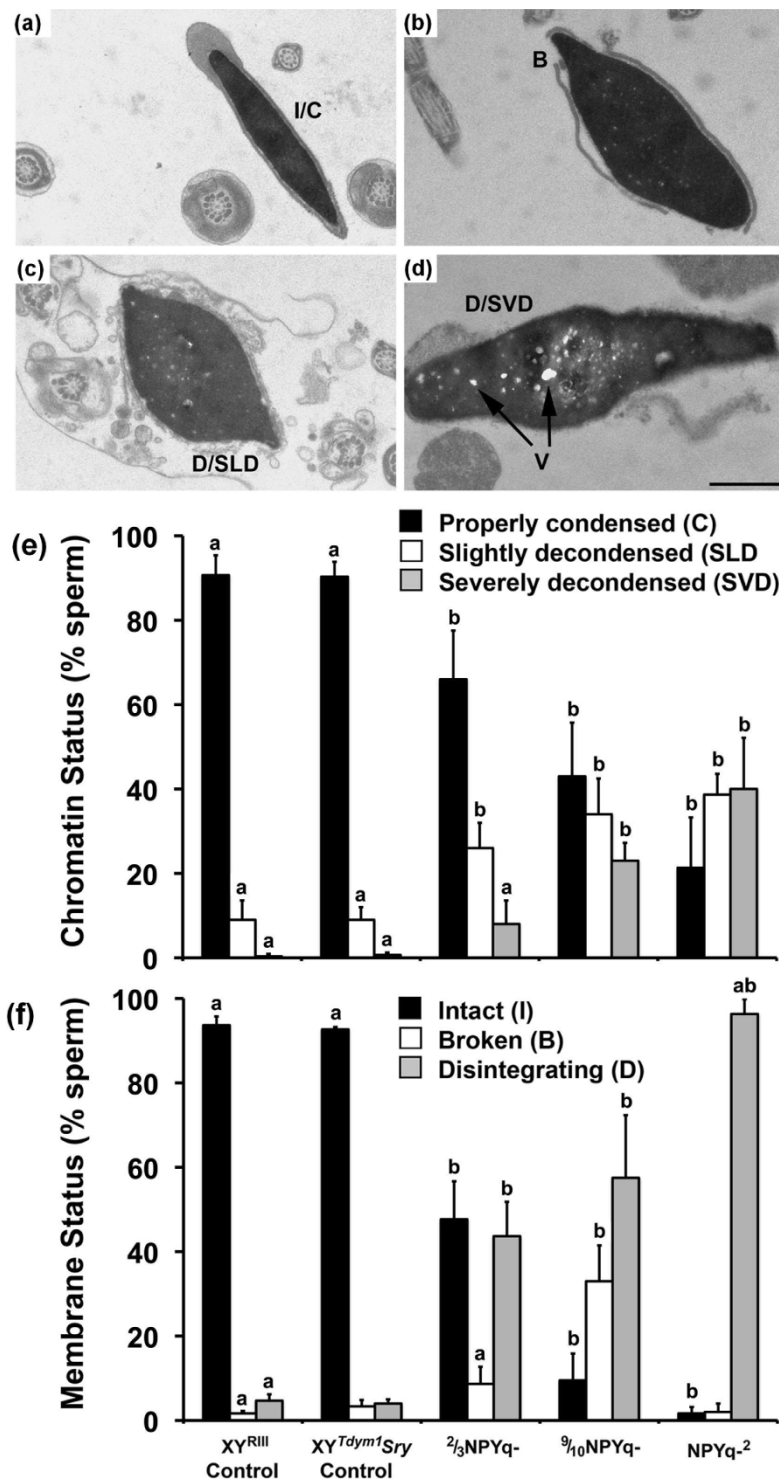 (a)
I/C
(b)
B
(c)
D/SLD
(d)
D/SVD
V
(e)
Chromatin Status (% sperm)
100
80
60
40
20
0
Properly condensed (C)
Slightly decondensed (SLD
Severely decondensed (SVD)
a a a
a a a
b b a
b b b
b b b
(f)
Membrane Status (% sperm)
100
80
60
40
20
0
Intact (I)
Broken (B)
Disintegrating (D)
a a a
a
b a b
b b b
b ab
XY^RIII Control
XY^Tdym1Sry Control
2/3NPYq-
9/10NPYq-
NPYq-2